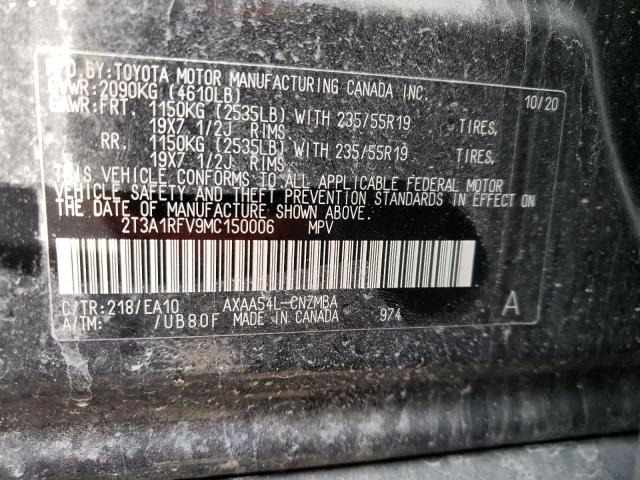 MFD.BY:TOYOTA MOTOR MANUFACTURING CANADA INC. 10/20
GVWR:2090KG (4610LB)
GAWR:FRT. 1150KG (2535LB) WITH 235/55R19 TIRES,
19X7 1/2J RIMS
RR. 1150KG (2535LB) WITH 235/55R19 TIRES,
19X7 1/2J RIMS
THIS VEHICLE CONFORMS TO ALL APPLICABLE FEDERAL MOTOR
VEHICLE SAFETY AND THEFT PREVENTION STANDARDS IN EFFECT ON
THE DATE OF MANUFACTURE SHOWN ABOVE.
2T3A1RFV9MC150006 MPV
C/TR:218/EA10 AXAA54L-CNZMBA
A/TM: /UB80F MADE IN CANADA 974 A